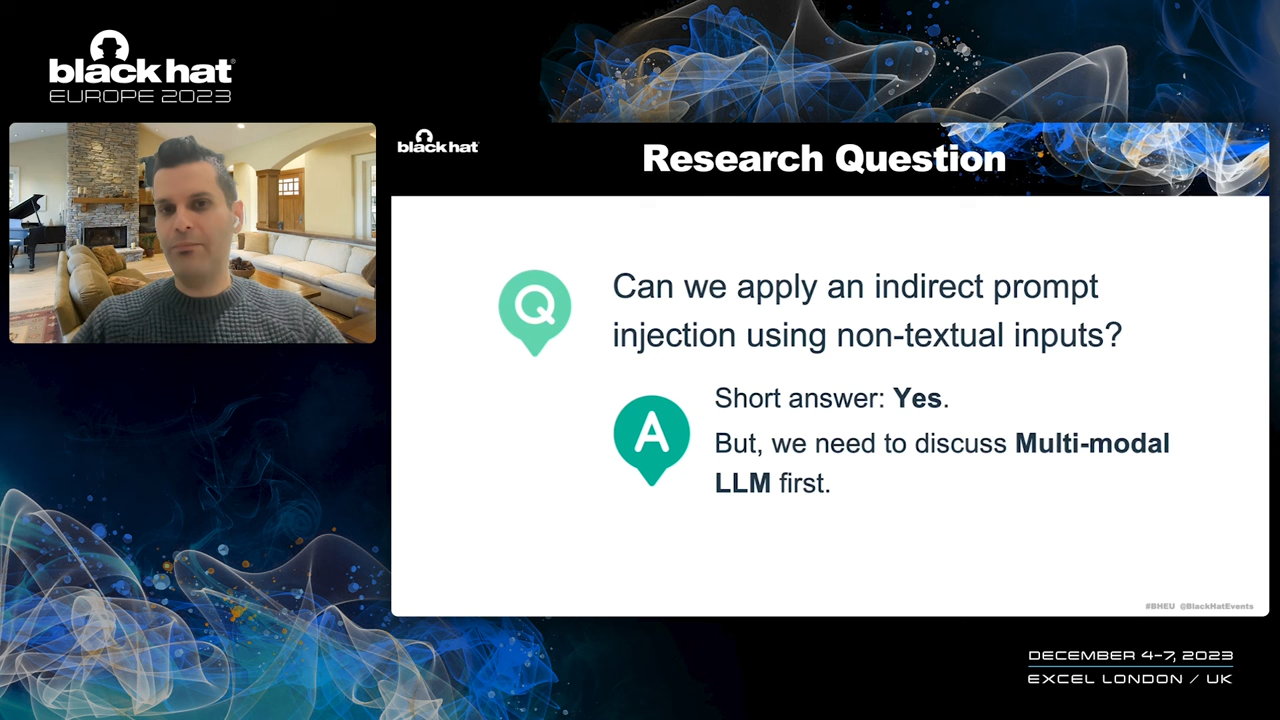 black hat
EUROPE 2023
black hat
Research Question
Q
Can we apply an indirect prompt
injection using non-textual inputs?
A
Short answer: Yes.
But, we need to discuss Multi-modal
LLM first.
#BHEU @BlackHatEvents
DECEMBER 4-7, 2023
EXCEL LONDON / UK